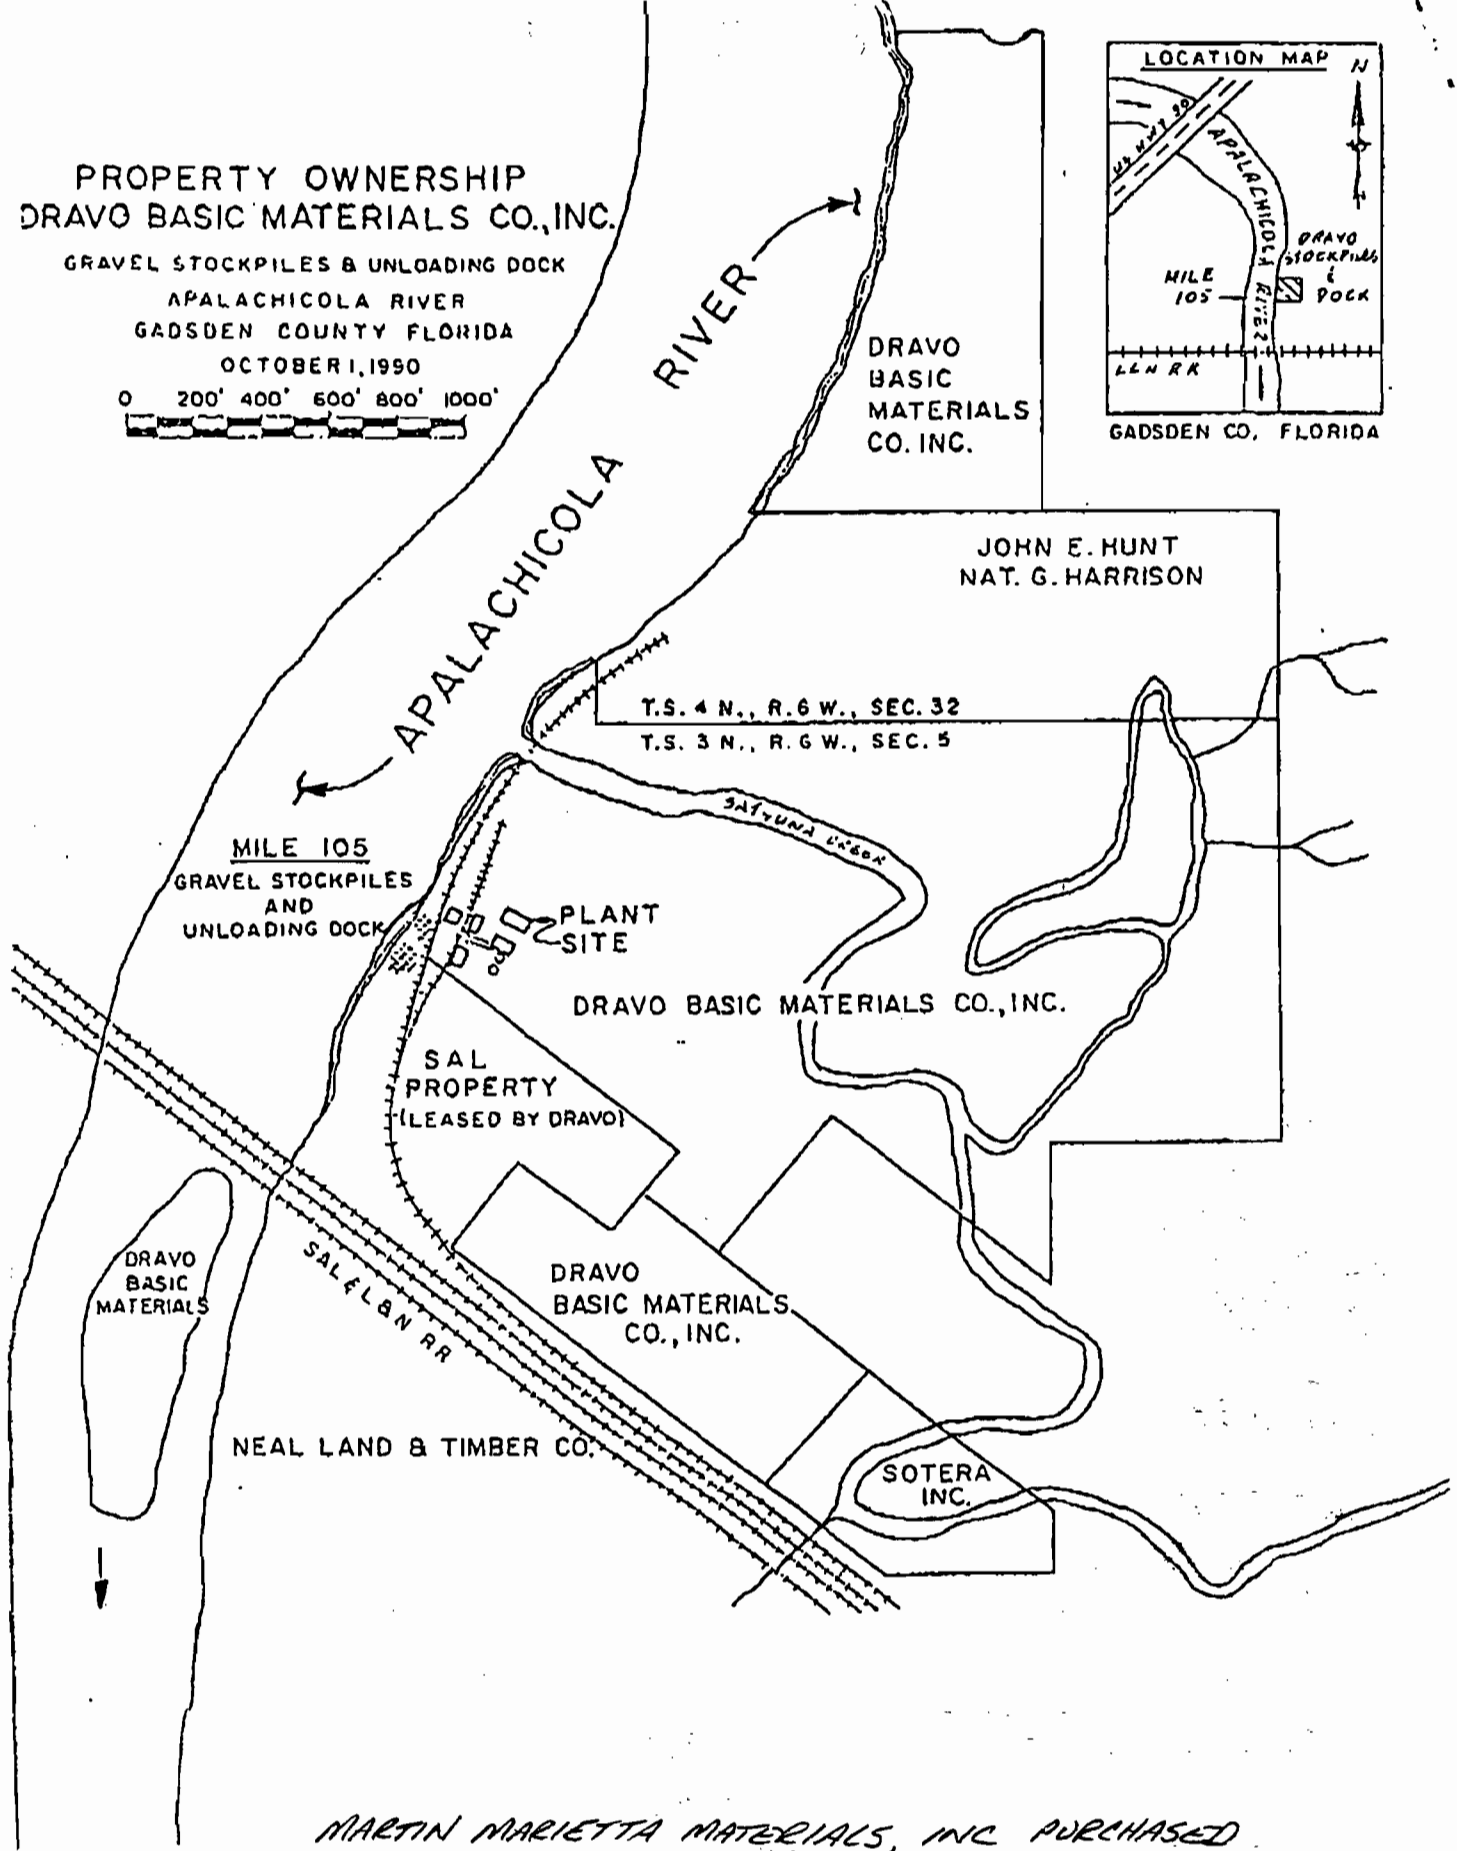 PROPERTY OWNERSHIP
DRAVO BASIC MATERIALS CO., INC.
GRAVEL STOCKPILES & UNLOADING DOCK
APALACHICOLA RIVER
GADSDEN COUNTY FLORIDA
OCTOBER 1, 1990
0 200' 400' 600' 800' 1000'
LOCATION MAP
N
US HWY 90
APALACHICOLA RIVER
DRAVO
STOCKPILES
&
DOCK
MILE
105
L&N RR
GADSDEN CO, FLORIDA
APALACHICOLA RIVER
DRAVO
BASIC
MATERIALS
CO. INC.
JOHN E. HUNT
NAT. G. HARRISON
T.S. 4 N., R.6 W., SEC. 32
T.S. 3 N., R.6 W., SEC. 5
CREEK
MILE 105
GRAVEL STOCKPILES
AND
UNLOADING DOCK
PLANT
SITE
DRAVO BASIC MATERIALS CO., INC.
SAL
PROPERTY
(LEASED BY DRAVO)
DRAVO
BASIC
MATERIALS
SAL & L&N RR
DRAVO
BASIC MATERIALS
CO., INC.
NEAL LAND & TIMBER CO.
SOTERA
INC.
MARTIN MARIETTA MATERIALS, INC PURCHASED